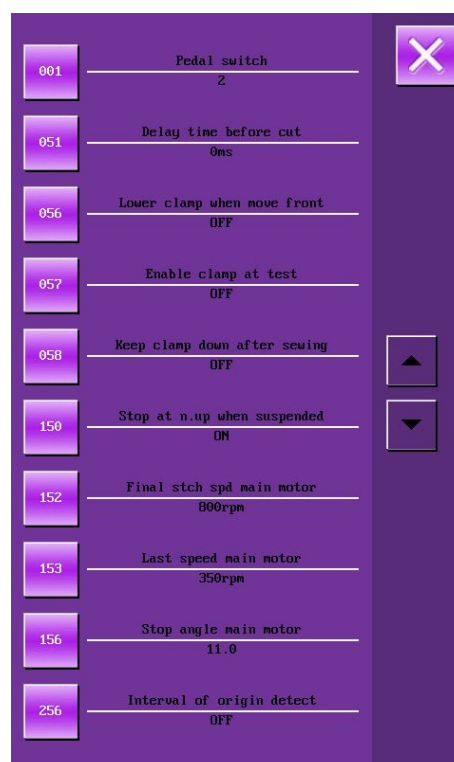 001
Pedal switch
2
051
Delay time before cut
0ms
056
Lower clamp when move front
OFF
057
Enable clamp at test
OFF
058
Keep clamp down after sewing
OFF
150
Stop at n.up when suspended
ON
152
Final stch spd main motor
800rpm
153
Last speed main motor
350rpm
156
Stop angle main motor
11.0
256
Interval of origin detect
OFF